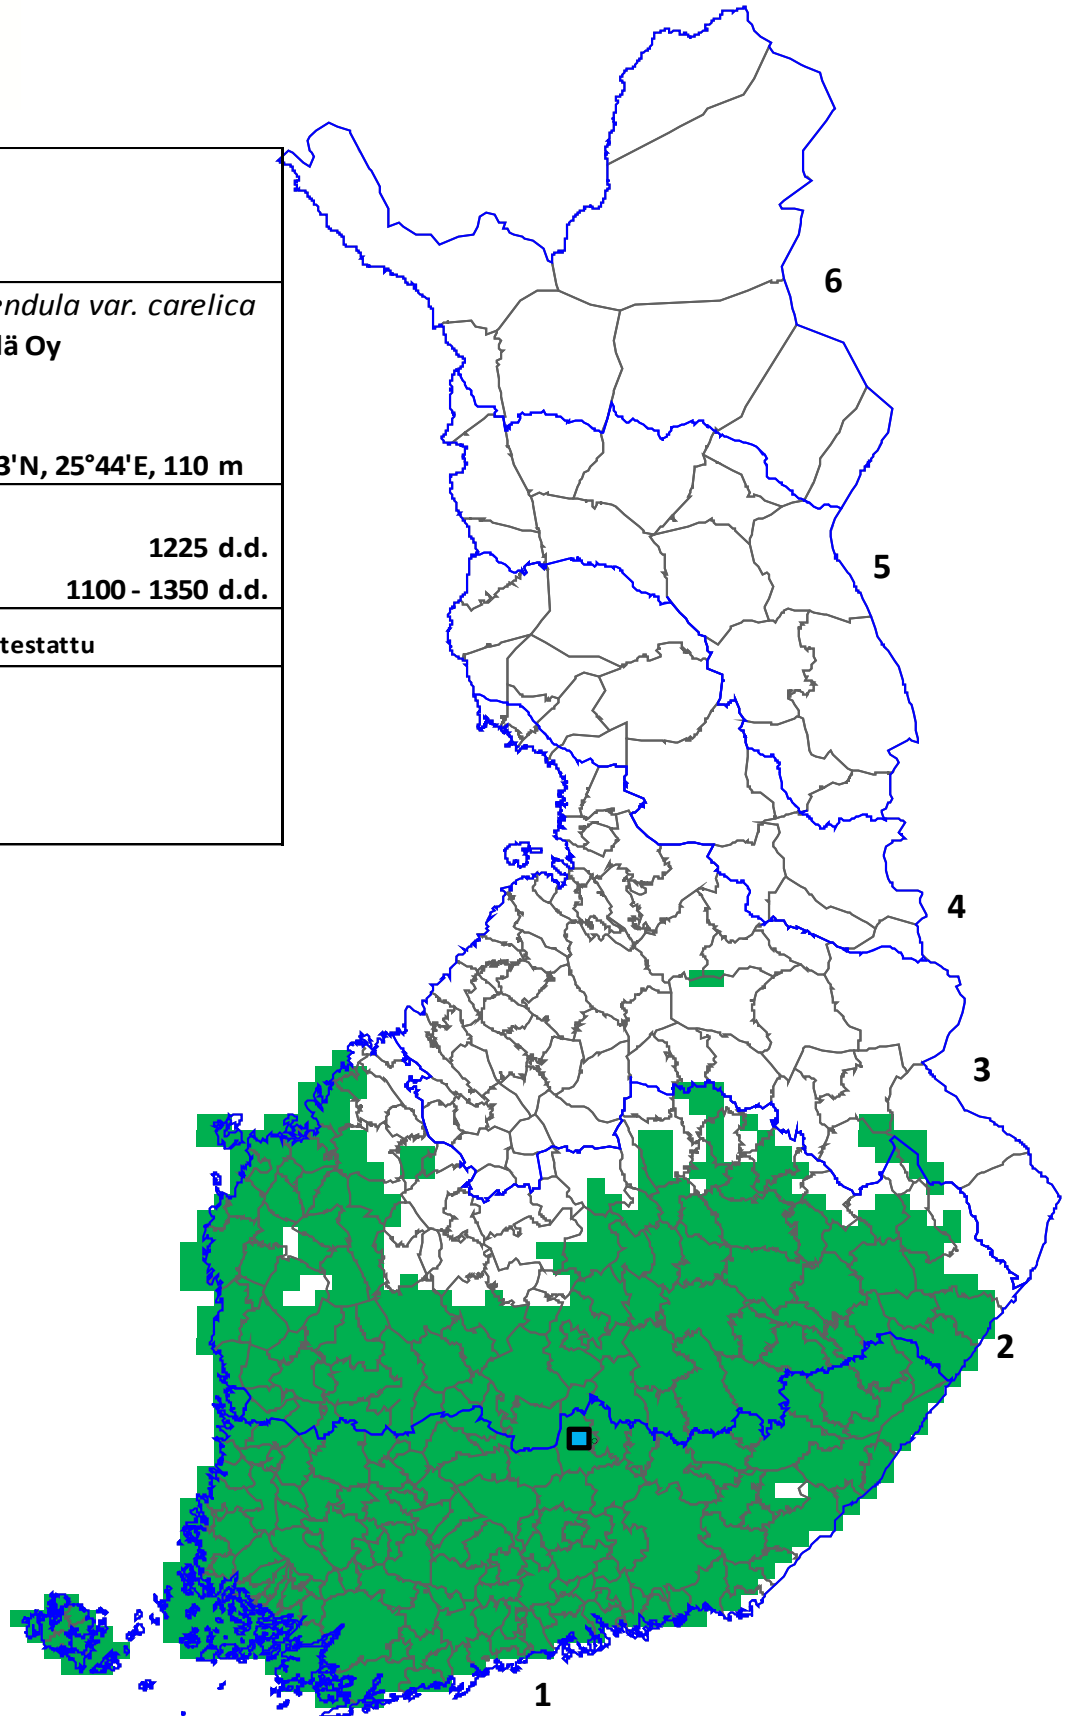 endula var. carelica
lä Oy
3'N, 25°44'E, 110 m
1225 d.d.
1100 - 1350 d.d.
testattu
6
5
4
3
2
1